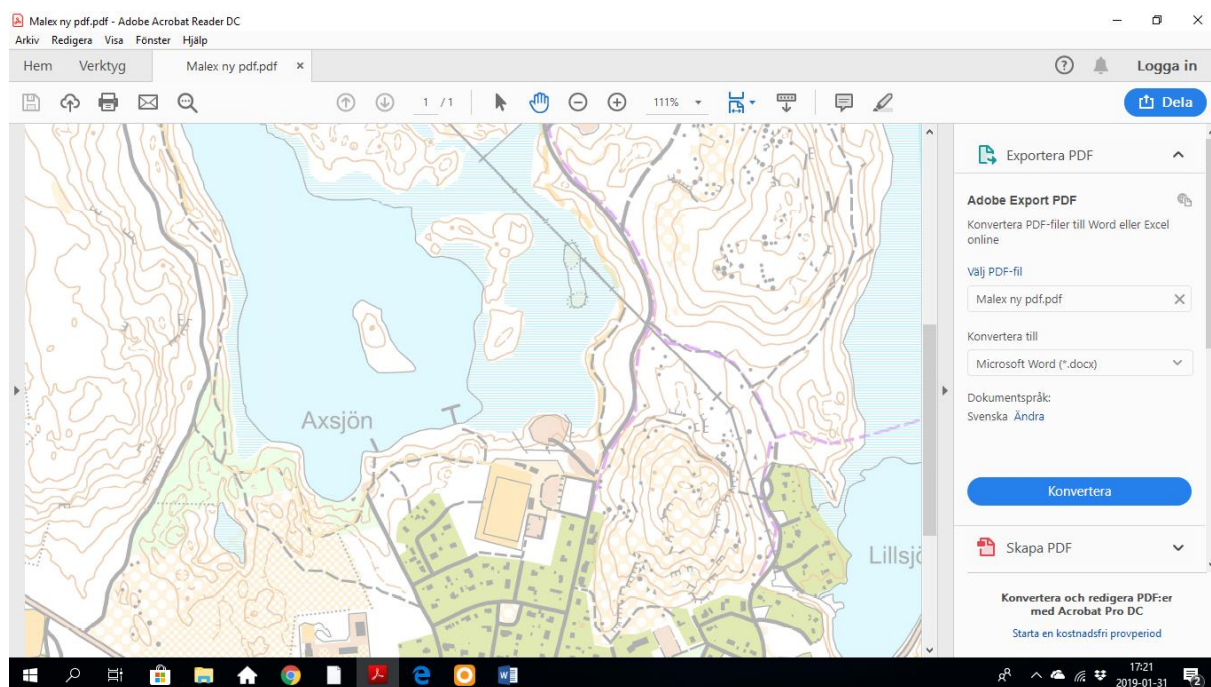 Malex ny pdf.pdf - Adobe Acrobat Reader DC
Arkiv Redigera Visa Fönster Hjälp
Hem Verktyg Malex ny pdf.pdf × Logga in
1 / 1 111% Dela
Exportera PDF
Adobe Export PDF
Konvertera PDF-filer till Word eller Excel
online
Välj PDF-fil
Malex ny pdf.pdf
Konvertera till
Microsoft Word (*.docx)
Dokumentspråk:
Svenska Ändra
Konvertera
Skapa PDF
Konvertera och redigera PDF:er
med Acrobat Pro DC
Starta en kostnadsfri provperiod
Axsjön
Lillsjö
17:21
2019-01-31
2